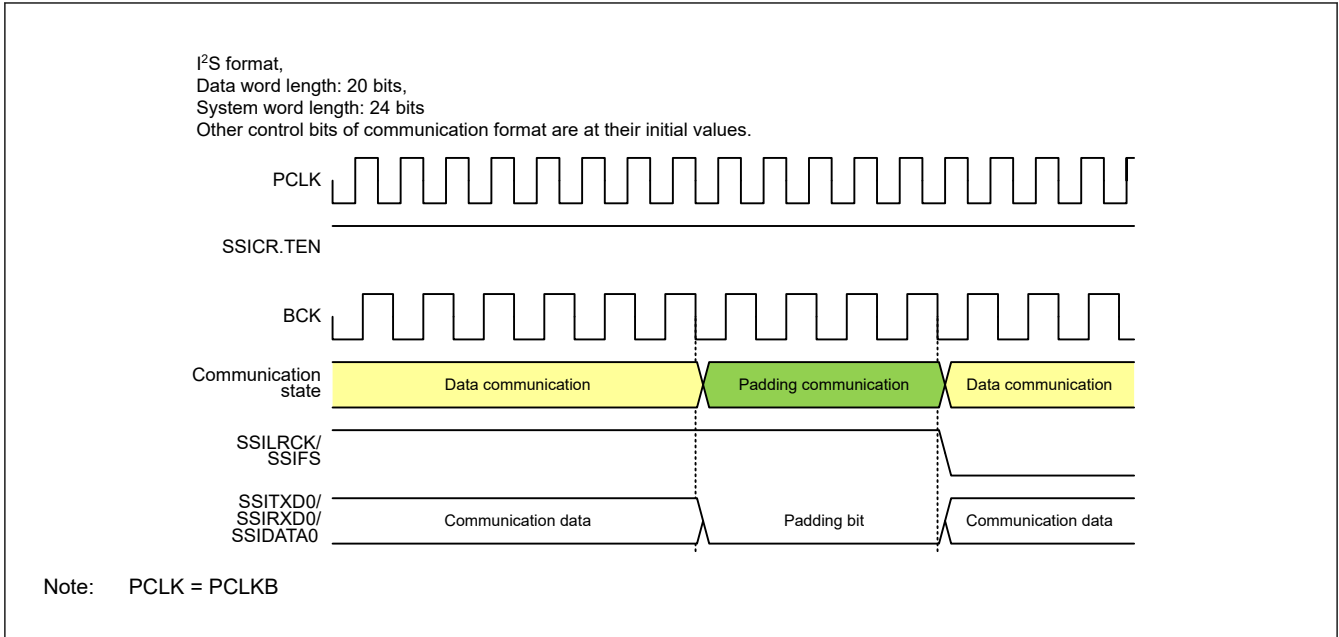 I²S format,
Data word length: 20 bits,
System word length: 24 bits
Other control bits of communication format are at their initial values.
PCLK
SSICR.TEN
BCK
Communication
state
Data communication
Padding communication
Data communication
SSILRCK/
SSIFS
SSITXD0/
SSIRXD0/
SSIDATA0
Communication data
Padding bit
Communication data
Note: PCLK = PCLKB